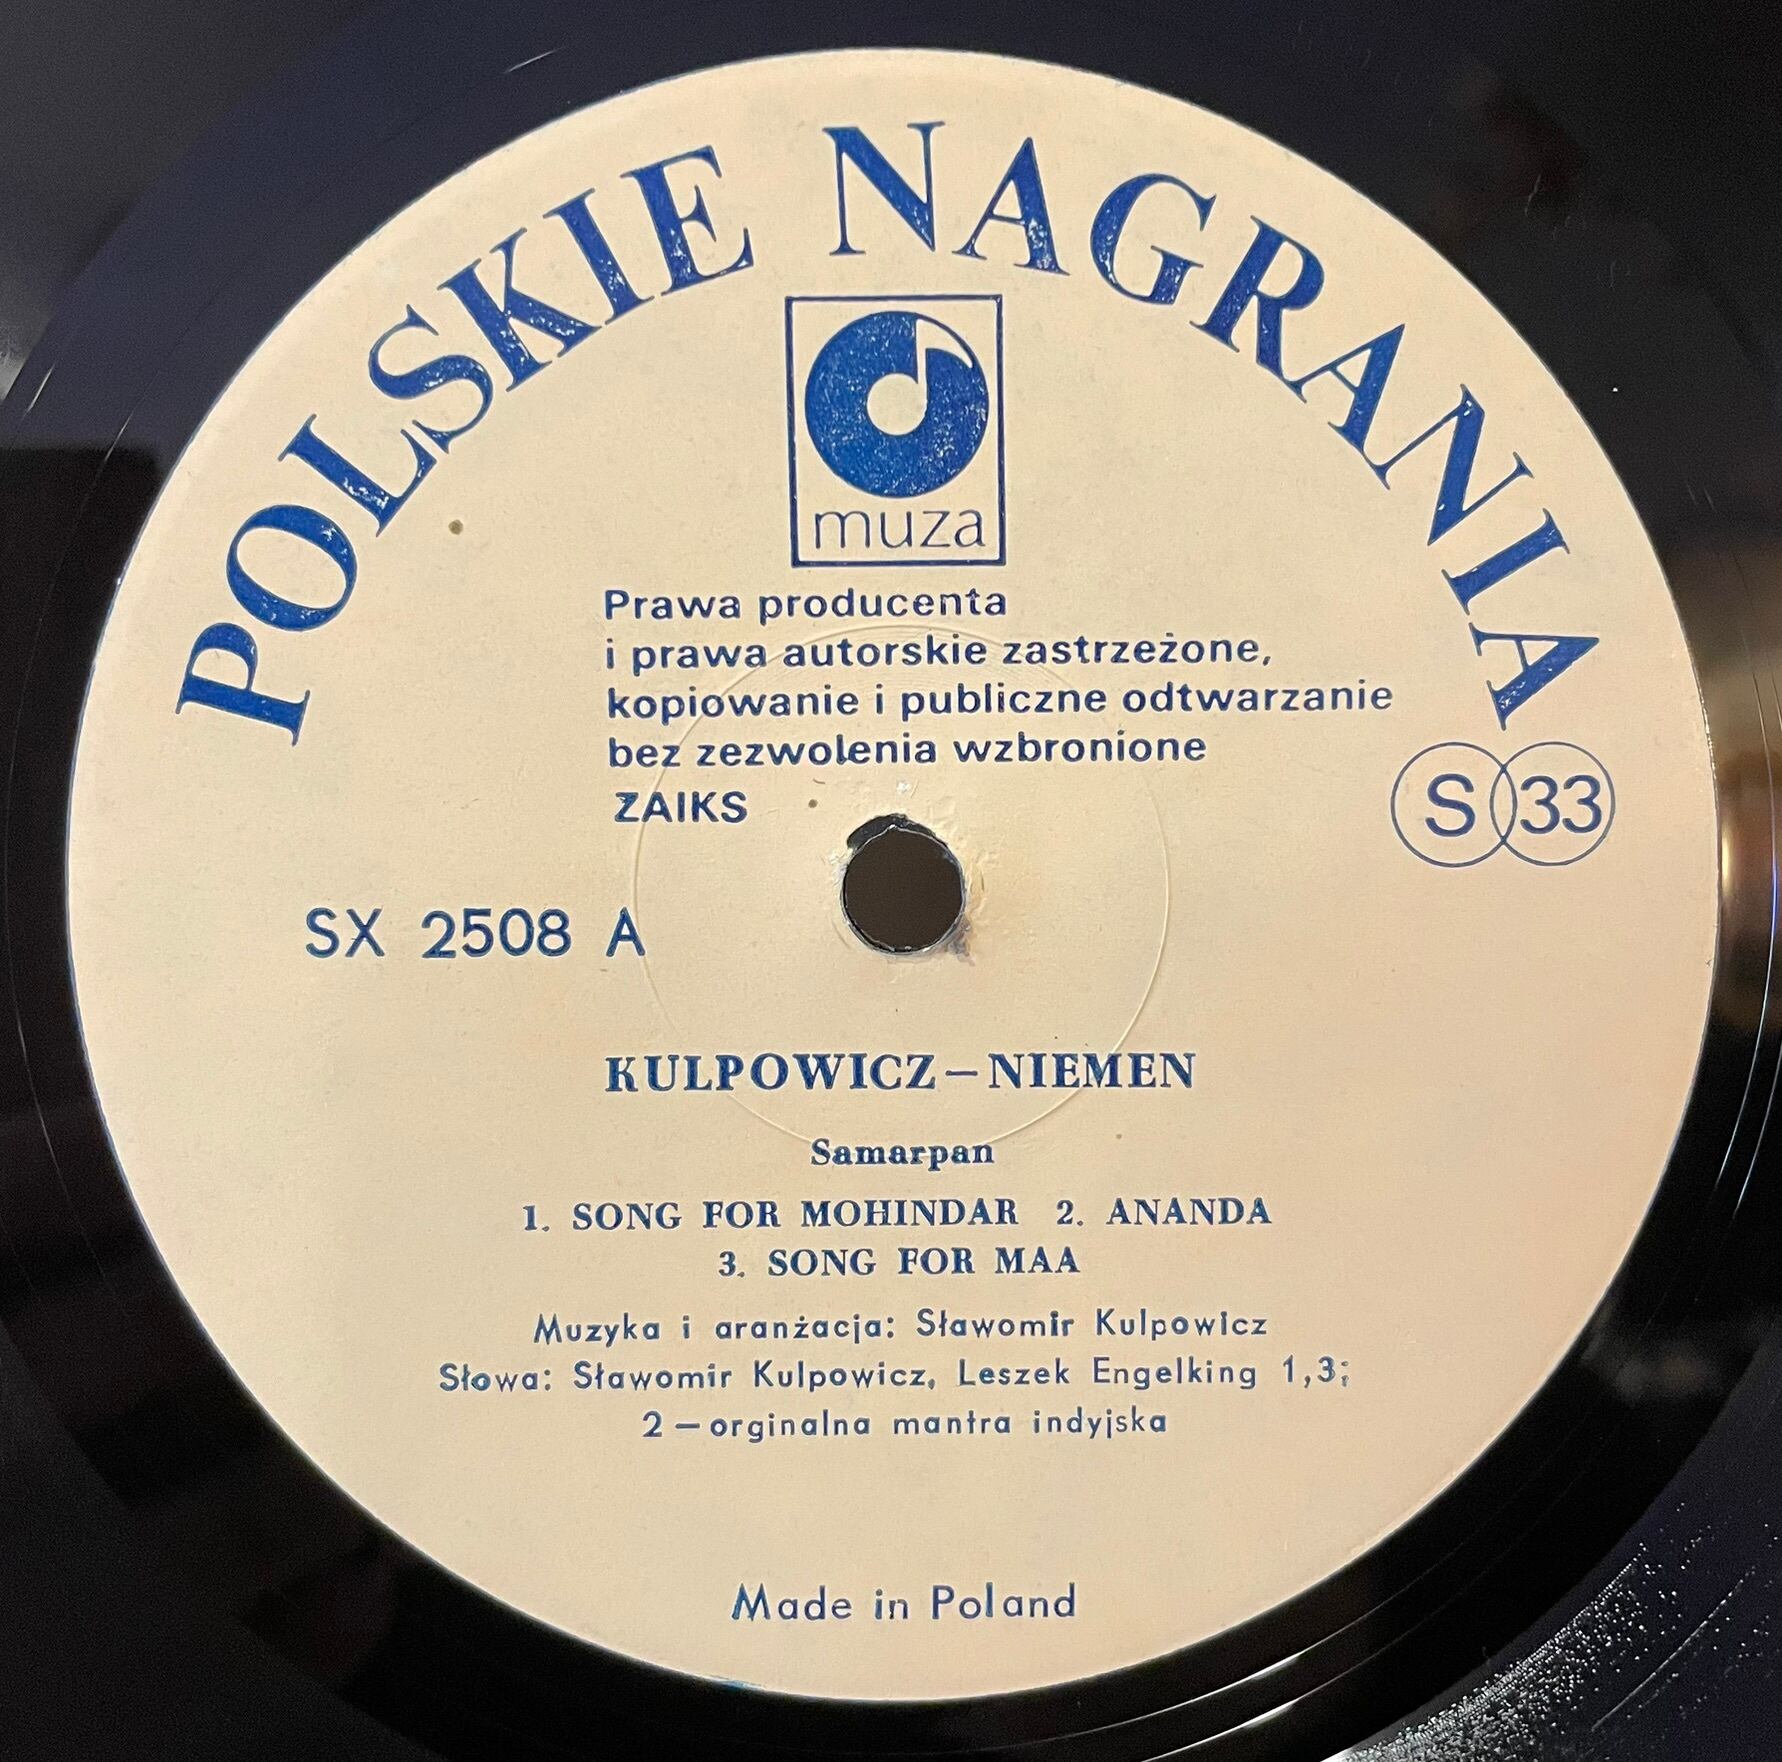 POLSKIE NAGRANIA
muza
Prawa producenta
i prawa autorskie zastrzeżone,
kopiowanie i publiczne odtwarzanie
bez zezwolenia wzbronione
ZAIKS
S 33
SX 2508 A
KULPOWICZ – NIEMEN
Samarpan
1. SONG FOR MOHINDAR 2. ANANDA
3. SONG FOR MAA
Muzyka i aranżacja: Sławomir Kulpowicz
Słowa: Sławomir Kulpowicz, Leszek Engelking 1,3;
2 – orginalna mantra indyjska
Made in Poland